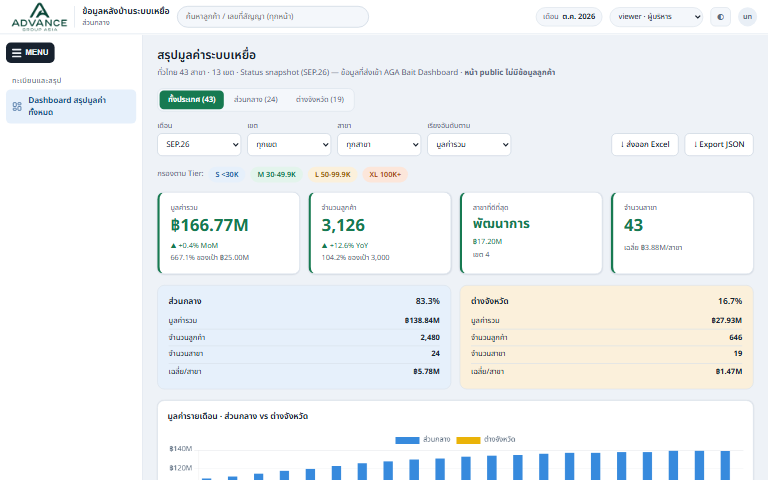 ADVANCE
GROUP ASIA
ข้อมูลหลังบ้านระบบเหยื่อ
ส่วนกลาง
ค้นหาลูกค้า / เลขที่สัญญา (ทุกหน้า)
เดือน ต.ค. 2026
viewer · ผู้บริหาร
มก
MENU
ทะเบียนและสรุป
Dashboard สรุปมูลค่า
ทั้งหมด
สรุปมูลค่าระบบเหยื่อ
ทั่วไทย 43 สาขา · 13 เขต · Status snapshot (SEP.26) — ข้อมูลที่ส่งเข้า AGA Bait Dashboard · หน้า public ไม่มีข้อมูลลูกค้า
ทั้งประเทศ (43)
ส่วนกลาง (24)
ต่างจังหวัด (19)
เดือน
เขต
สาขา
เรียงอันดับตาม
SEP.26
ทุกเขต
ทุกสาขา
มูลค่ารวม
↓ ส่งออก Excel
↓ Export JSON
กรองตาม Tier:
S <30K
M 30-49.9K
L 50-99.9K
XL 100K+
มูลค่ารวม
฿166.77M
▲ +0.4% MoM
667.1% ของเป้า ฿25.00M
จำนวนลูกค้า
3,126
▲ +12.6% YoY
104.2% ของเป้า 3,000
สาขาที่ดีที่สุด
พัฒนาการ
฿17.20M
เขต 4
จำนวนสาขา
43
เฉลี่ย ฿3.88M/สาขา
ส่วนกลาง 83.3%
มูลค่ารวม ฿138.84M
จำนวนลูกค้า 2,480
จำนวนสาขา 24
เฉลี่ย/สาขา ฿5.78M
ต่างจังหวัด 16.7%
มูลค่ารวม ฿27.93M
จำนวนลูกค้า 646
จำนวนสาขา 19
เฉลี่ย/สาขา ฿1.47M
มูลค่ารายเดือน · ส่วนกลาง vs ต่างจังหวัด
ส่วนกลาง
ต่างจังหวัด
฿140M
฿120M